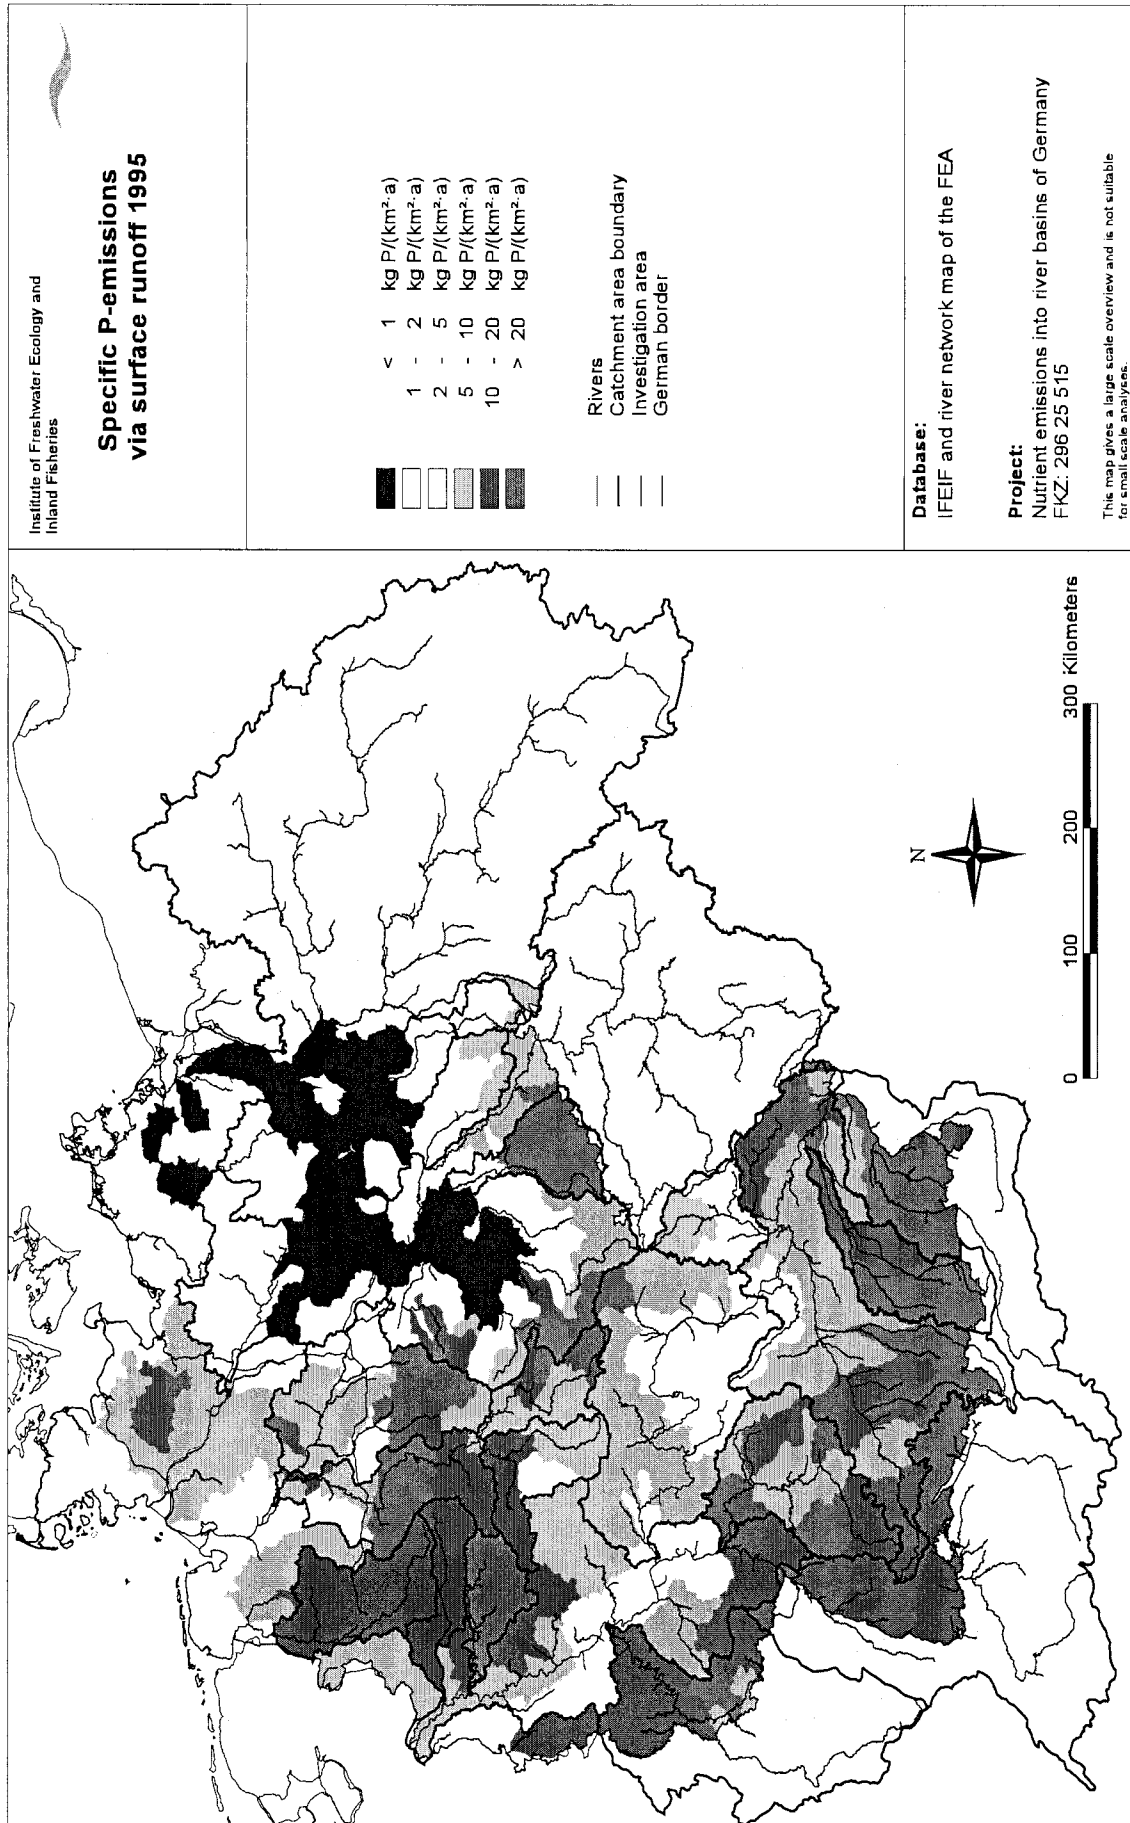 Institute of Freshwater Ecology and
Inland Fisheries
Specific P-emissions
via surface runoff 1995
< 1 kg P/(km²·a)
1 - 2 kg P/(km²·a)
2 - 5 kg P/(km²·a)
5 - 10 kg P/(km²·a)
10 - 20 kg P/(km²·a)
> 20 kg P/(km²·a)
Rivers
Catchment area boundary
Investigation area
German border
Database:
IFEIF and river network map of the FEA
Project:
Nutrient emissions into river basins of Germany
FKZ: 296 25 515
This map gives a large scale overview and is not suitable
for small scale analyses.
N
0 100 200 300 Kilometers